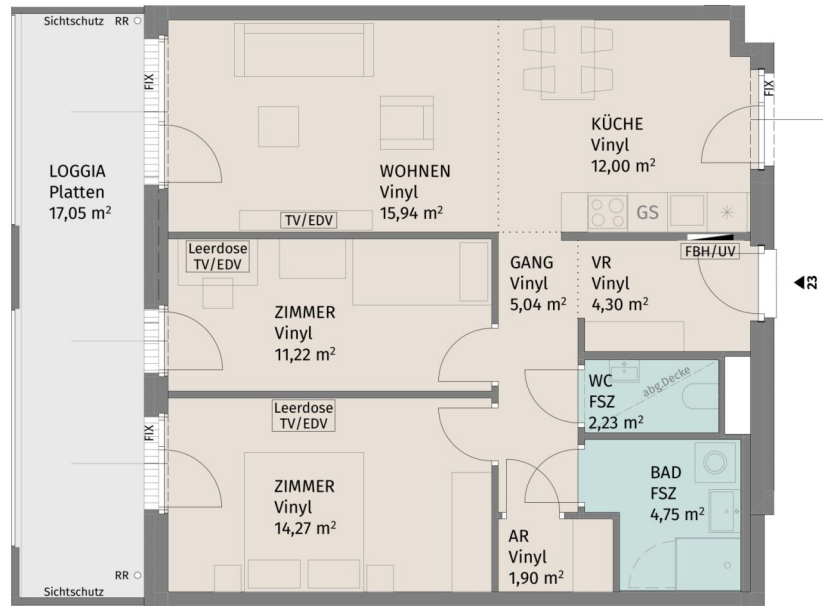 Sichtschutz RR
FIX
LOGGIA
Platten
17,05 m²
WOHNEN
Vinyl
15,94 m²
TV/EDV
KÜCHE
Vinyl
12,00 m²
FIX
GS
Leerdose
TV/EDV
ZIMMER
Vinyl
11,22 m²
GANG
Vinyl
5,04 m²
VR
Vinyl
4,30 m²
FBH/UV
23
WC
FSZ
2,23 m²
abg.Decke
FIX
Leerdose
TV/EDV
ZIMMER
Vinyl
14,27 m²
BAD
FSZ
4,75 m²
AR
Vinyl
1,90 m²
RR
Sichtschutz